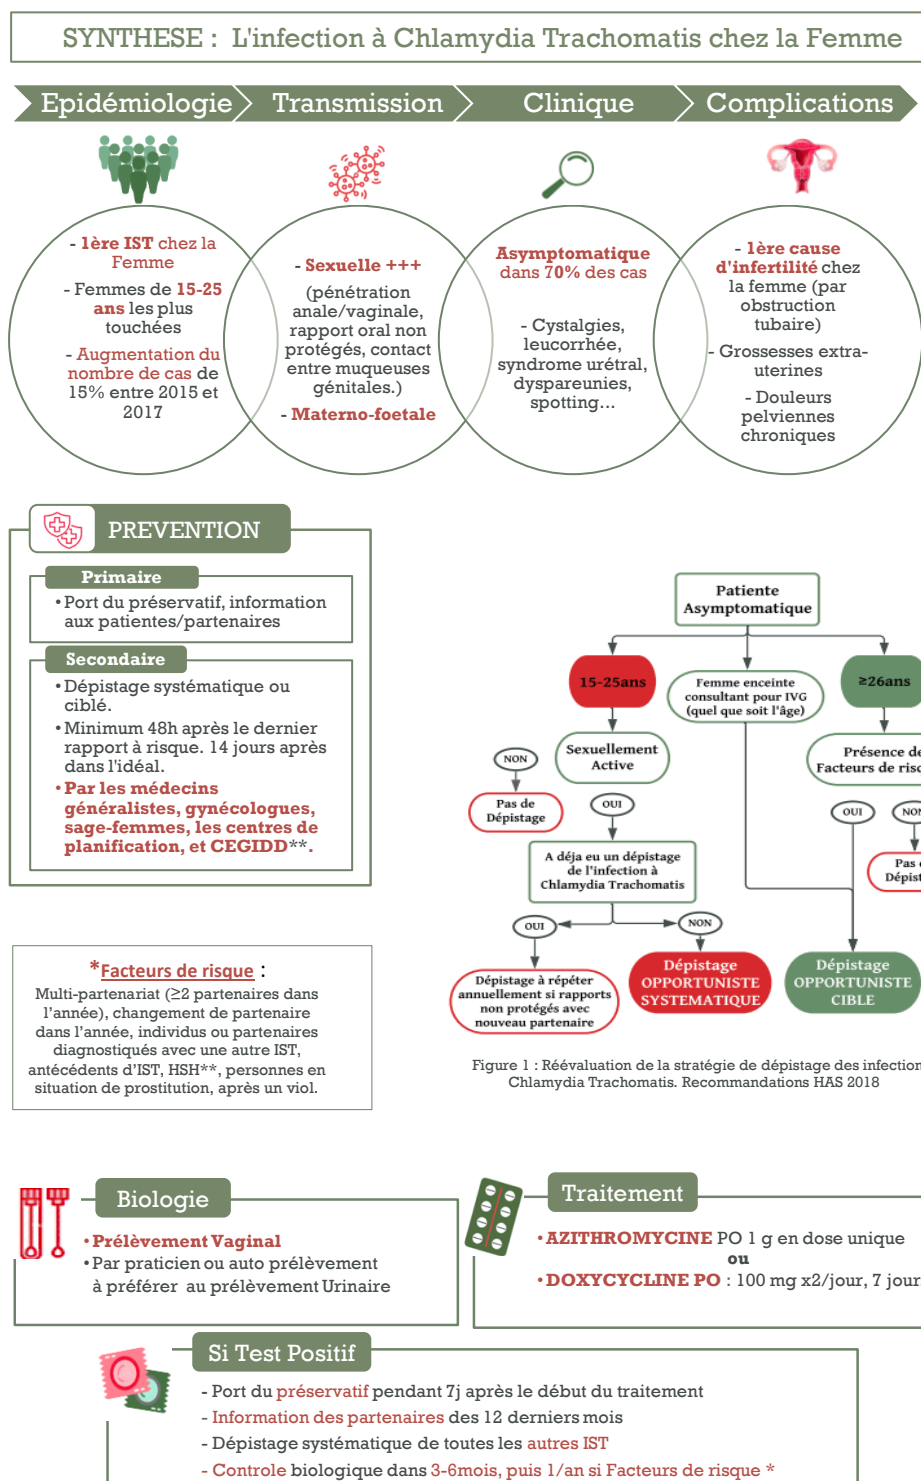 SYNTHESE : L'infection à Chlamydia Trachomatis chez la Femme
Epidémiologie
Transmission
Clinique
Complications
- 1ère IST chez la
Femme
- Femmes de 15-25
ans les plus
touchées
- Augmentation du
nombre de cas de
15% entre 2015 et
2017
- Sexuelle +++
(pénétration
anale/vaginale,
rapport oral non
protégés, contact
entre muqueuses
génitales.)
- Materno-foetale
Asymptomatique
dans 70% des cas
- Cystalgies,
leucorrhée,
syndrome urétral,
dyspareunies,
spotting...
- 1ère cause
d'infertilité chez
la femme (par
obstruction
tubaire)
- Grossesses extra-
uterines
- Douleurs
pelviennes
chroniques
PREVENTION
Primaire
• Port du préservatif, information
aux patientes/partenaires
Secondaire
• Dépistage systématique ou
ciblé.
• Minimum 48h après le dernier
rapport à risque. 14 jours après
dans l'idéal.
• Par les médecins
généralistes, gynécologues,
sage-femmes, les centres de
planification, et CEGIDD**.
*Facteurs de risque :
Multi-partenariat (≥2 partenaires dans
l'année), changement de partenaire
dans l'année, individus ou partenaires
diagnostiqués avec une autre IST,
antécédents d'IST, HSH**, personnes en
situation de prostitution, après un viol.
Patiente
Asymptomatique
15-25ans
Femme enceinte
consultant pour IVG
(quel que soit l'âge)
≥26ans
Sexuellement
Active
Présence de
Facteurs de risq
NON
Pas de
Dépistage
OUI
OUI
NON
Pas d
Dépist
A déja eu un dépistage
de l'infection à
Chlamydia Trachomatis
OUI
NON
Dépistage à répéter
annuellement si rapports
non protégés avec
nouveau partenaire
Dépistage
OPPORTUNISTE
SYSTEMATIQUE
Dépistage
OPPORTUNISTE
CIBLE
Figure 1 : Réévaluation de la stratégie de dépistage des infection
Chlamydia Trachomatis. Recommandations HAS 2018
Biologie
• Prélèvement Vaginal
• Par praticien ou auto prélèvement
à préférer au prélèvement Urinaire
Traitement
• AZITHROMYCINE PO 1 g en dose unique
ou
• DOXYCYCLINE PO : 100 mg x2/jour, 7 jour
Si Test Positif
- Port du préservatif pendant 7j après le début du traitement
- Information des partenaires des 12 derniers mois
- Dépistage systématique de toutes les autres IST
- Controle biologique dans 3-6mois, puis 1/an si Facteurs de risque *